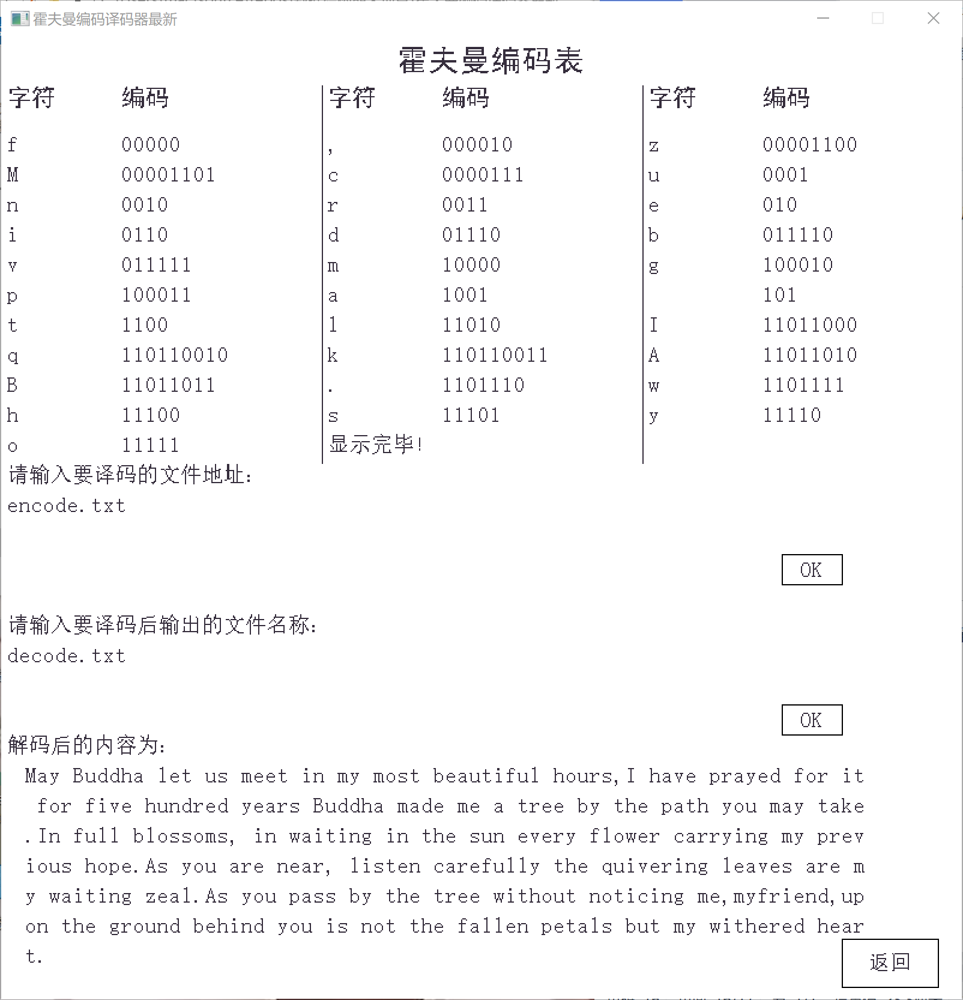 霍夫曼编码译码器最新
霍夫曼编码表
字符 编码 字符 编码 字符 编码
f 00000 , 000010 z 00001100
M 00001101 c 0000111 u 0001
n 0010 r 0011 e 010
i 0110 d 01110 b 011110
v 011111 m 10000 g 100010
p 100011 a 1001 101
t 1100 l 11010 I 11011000
q 110110010 k 110110011 A 11011010
B 11011011 . 1101110 w 1101111
h 11100 s 11101 y 11110
o 11111 显示完毕!
请输入要译码的文件地址:
encode.txt
OK
请输入要译码后输出的文件名称:
decode.txt
OK
解码后的内容为:
May Buddha let us meet in my most beautiful hours,I have prayed for it
for five hundred years Buddha made me a tree by the path you may take
.In full blossoms, in waiting in the sun every flower carrying my prev
ious hope.As you are near, listen carefully the quivering leaves are m
y waiting zeal.As you pass by the tree without noticing me,myfriend,up
on the ground behind you is not the fallen petals but my withered hear
t.
返回